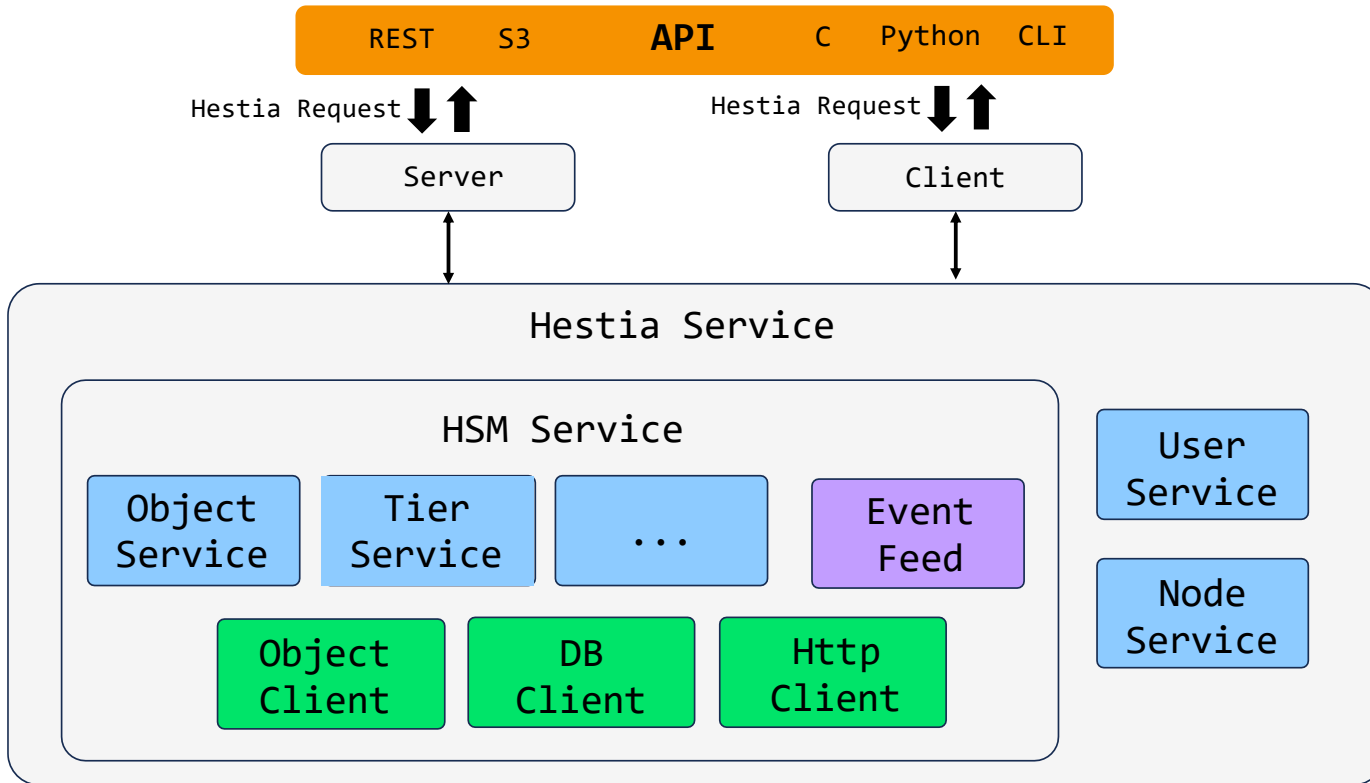 REST S3 API C Python CLI
Hestia Request Hestia Request
Server Client
Hestia Service
HSM Service
Object
Service
Tier
Service
...
Event
Feed
User
Service
Object
Client
DB
Client
Http
Client
Node
Service